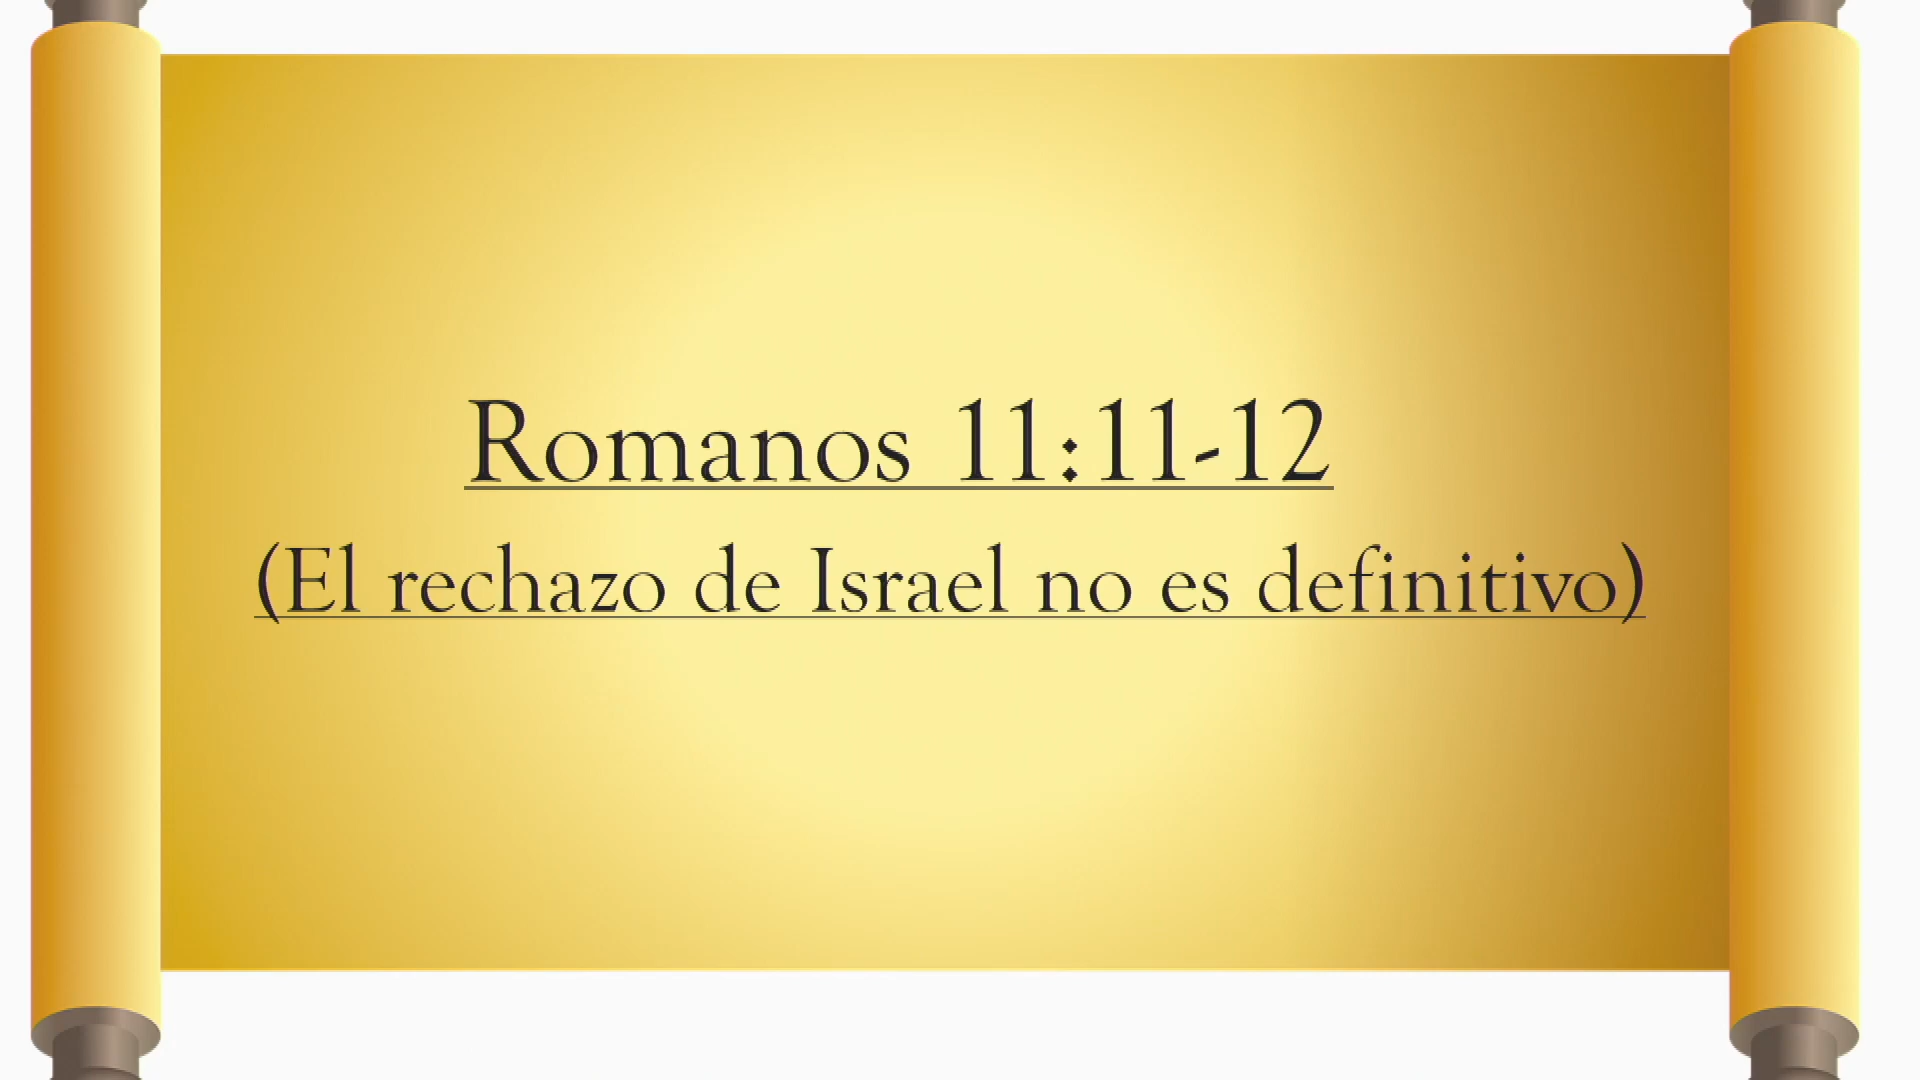 Romanos 11:11-12
(El rechazo de Israel no es definitivo)